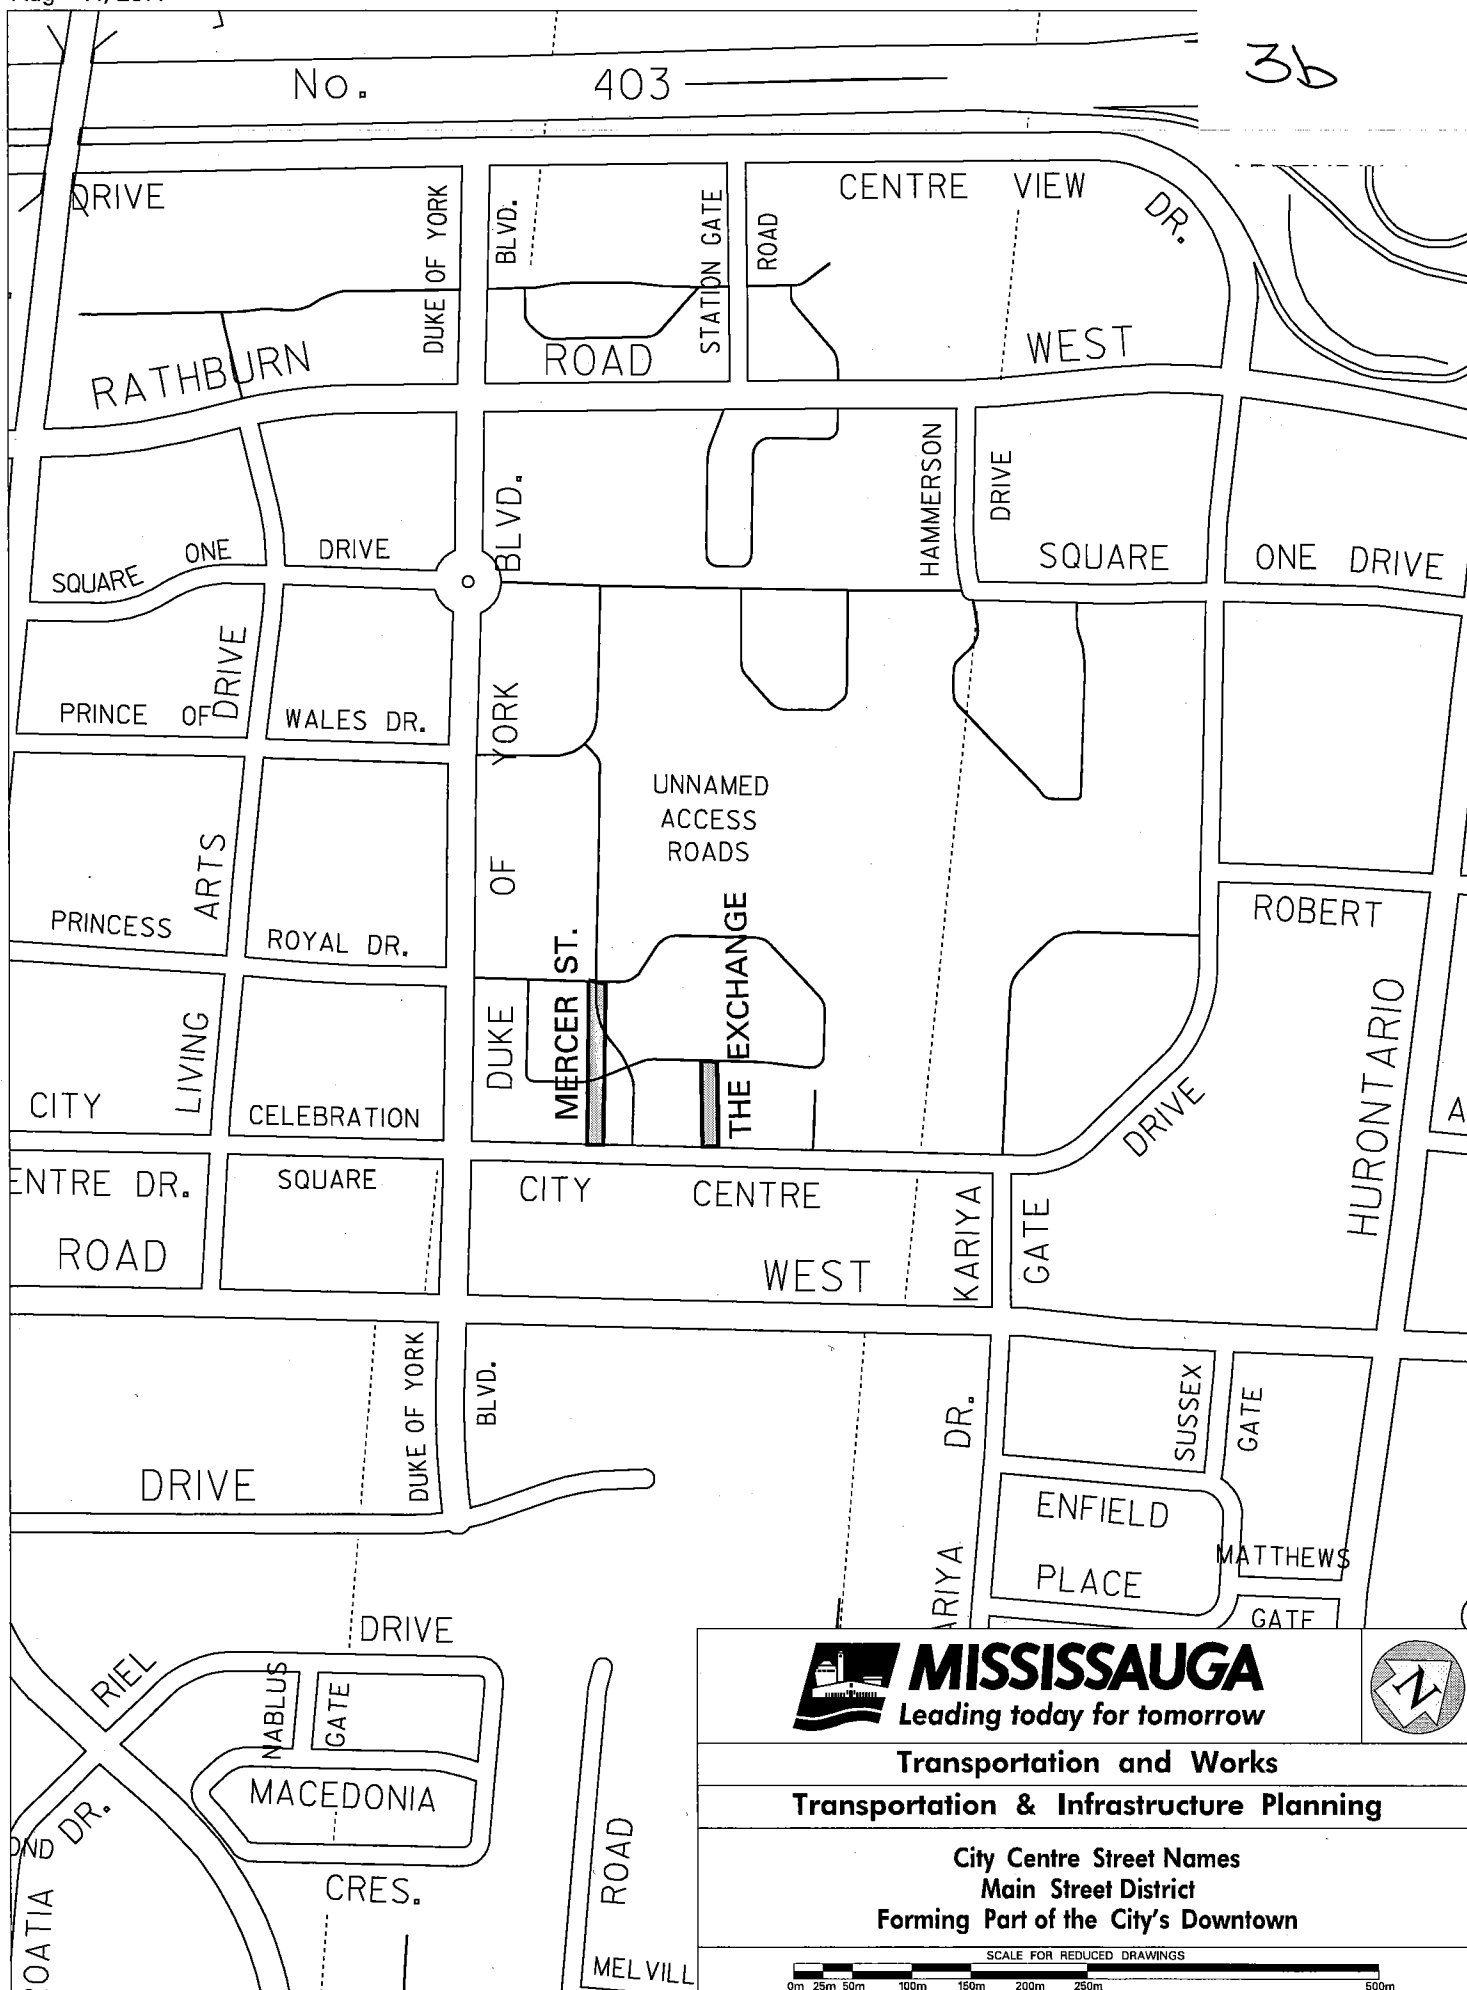 3b
No. 403
DRIVE
DUKE OF YORK
BLVD.
STATION GATE
ROAD
CENTRE VIEW
DR.
RATHBURN
ROAD
WEST
BLVD.
HAMMERSON
DRIVE
SQUARE
ONE
DRIVE
SQUARE
ONE DRIVE
DRIVE
PRINCE OF
WALES DR.
YORK
UNNAMED
ACCESS
ROADS
ARTS
OF
PRINCESS
ROYAL DR.
ROBERT
MERCER ST.
THE EXCHANGE
DUKE
LIVING
HURONTARIO
CITY
CELEBRATION
DRIVE
A
ENTRE DR.
SQUARE
CITY
CENTRE
KARIYA
GATE
ROAD
WEST
DUKE OF YORK
BLVD.
DR.
SUSSEX
GATE
DRIVE
ENFIELD
PLACE
MATTHEWS
GATE
ARIYA
DRIVE
RIEL
NABLUS
GATE
MACEDONIA
DR.
OND
CRES.
ROAD
OATIA
MELVILL
MISSISSAUGA
Leading today for tomorrow
N
Transportation and Works
Transportation & Infrastructure Planning
City Centre Street Names
Main Street District
Forming Part of the City's Downtown
SCALE FOR REDUCED DRAWINGS
0m 25m 50m 100m 150m 200m 250m 500m